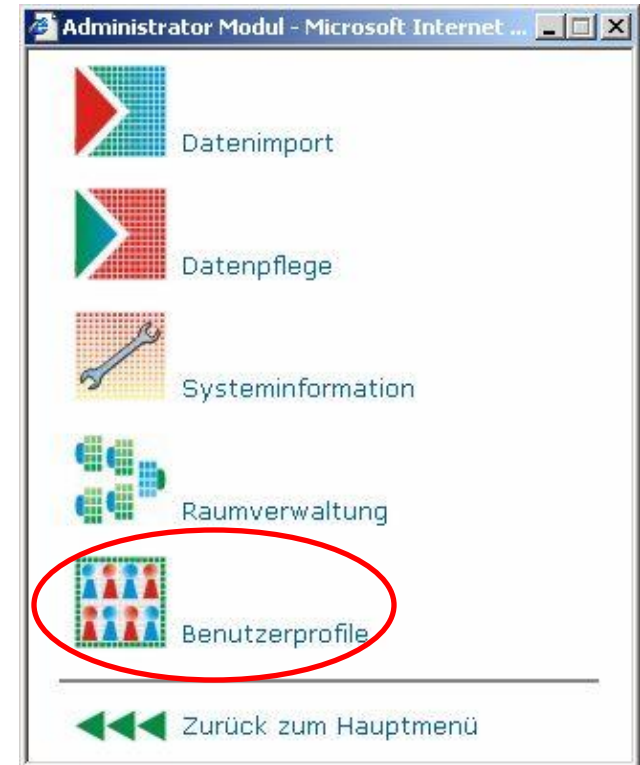 Administrator Modul - Microsoft Internet ...
Datenimport
Datenpflege
Systeminformation
Raumverwaltung
Benutzerprofile
Zurück zum Hauptmenü